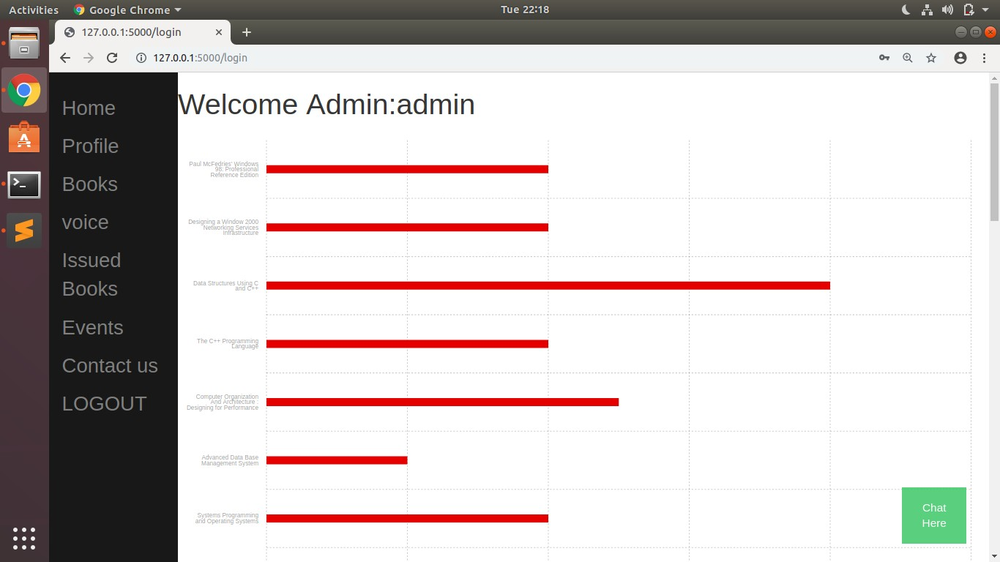 Activities
Google Chrome
Tue 22:18
127.0.0.1:5000/login
127.0.0.1:5000/login
Home
Profile
Books
voice
Issued
Books
Events
Contact us
LOGOUT
Welcome Admin:admin
Paul McFedries' Windows
98: Professional
Reference Edition
Designing a Window 2000
Networking Services
Infrastructure
Data Structures Using C
and C++
The C++ Programming
Language
Computer Organization
And Architecture :
Designing for Performance
Advanced Data Base
Management System
Systems Programming
and Operating Systems
Chat
Here